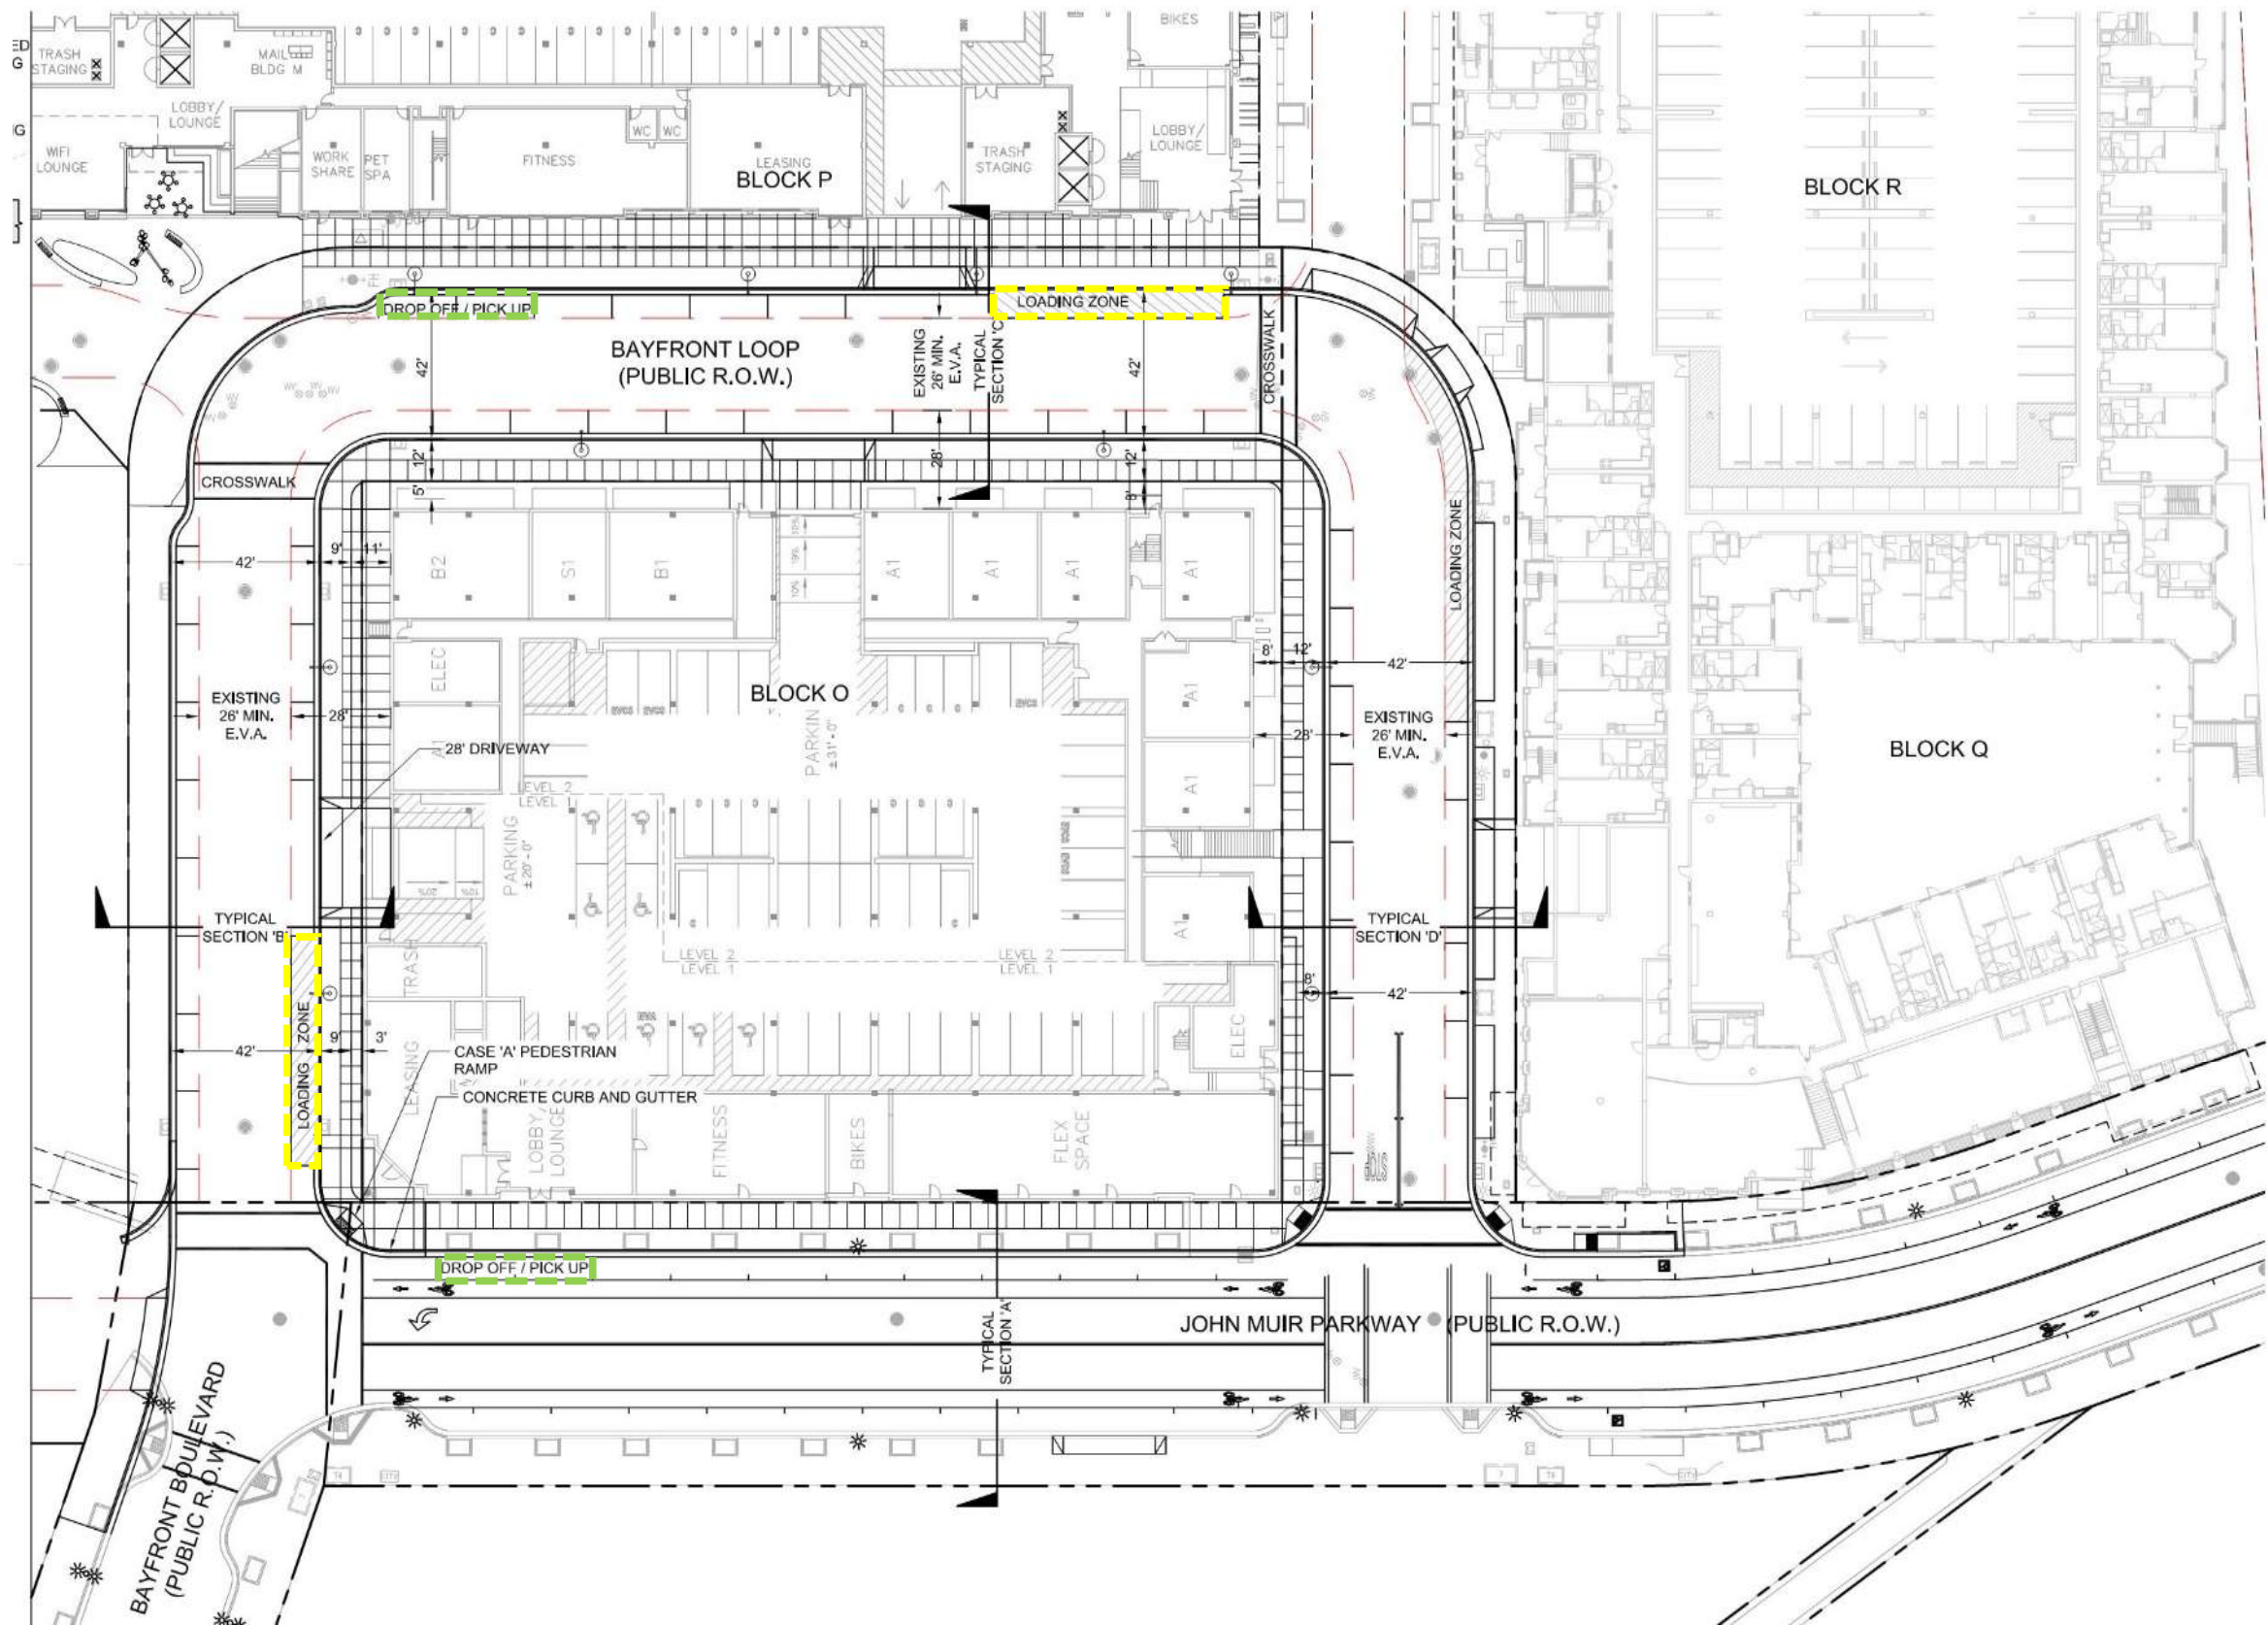 TRASH
STAGING
MAIL
BLDG M
BIKES
LOBBY/
LOUNGE
WIFI
LOUNGE
WORK
SHARE
PET
SPA
FITNESS
WC
WC
LEASING
BLOCK P
TRASH
STAGING
LOBBY/
LOUNGE
BLOCK R
DROP OFF / PICK UP
LOADING ZONE
BAYFRONT LOOP
(PUBLIC R.O.W.)
42'
EXISTING
26' MIN.
E.V.A.
TYPICAL
SECTION 'C'
42'
CROSSWALK
CROSSWALK
12'
5'
28'
12'
8'
LOADING ZONE
42'
9'
11'
B2
S1
B1
10%
19%
10%
A1
A1
A1
A1
ELEC
8'
12'
42'
BLOCK O
A1
EXISTING
26' MIN.
E.V.A.
28'
28' DRIVEWAY
A1
PARKIN
±31'-0"
28'
EXISTING
26' MIN.
E.V.A.
BLOCK Q
A1
LEVEL 2
LEVEL 1
PARKING
±20'-0"
20%
10%
TYPICAL
SECTION 'B'
A1
TYPICAL
SECTION 'D'
TRASH
LEVEL 2
LEVEL 1
LEVEL 2
LEVEL 1
8'
42'
LOADING ZONE
42'
9'
3'
LEASING
CASE 'A' PEDESTRIAN
RAMP
ELEC
CONCRETE CURB AND GUTTER
LOBBY/
LOUNGE
FITNESS
BIKES
FLEX
SPACE
DROP OFF / PICK UP
TYPICAL
SECTION 'A'
JOHN MUIR PARKWAY (PUBLIC R.O.W.)
BAYFRONT BOULEVARD
(PUBLIC R.O.W.)